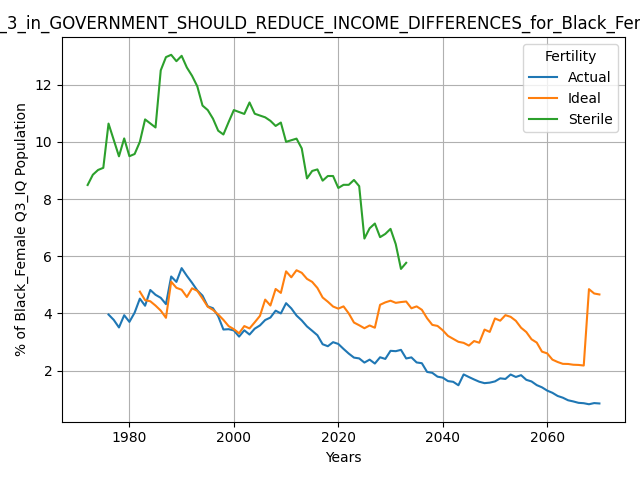 _3_in_GOVERNMENT_SHOULD_REDUCE_INCOME_DIFFERENCES_for_Black_Fer
% of Black_Female Q3_IQ Population
12
10
8
6
4
2
Fertility
Actual
Ideal
Sterile
1980 2000 2020 2040 2060
Years